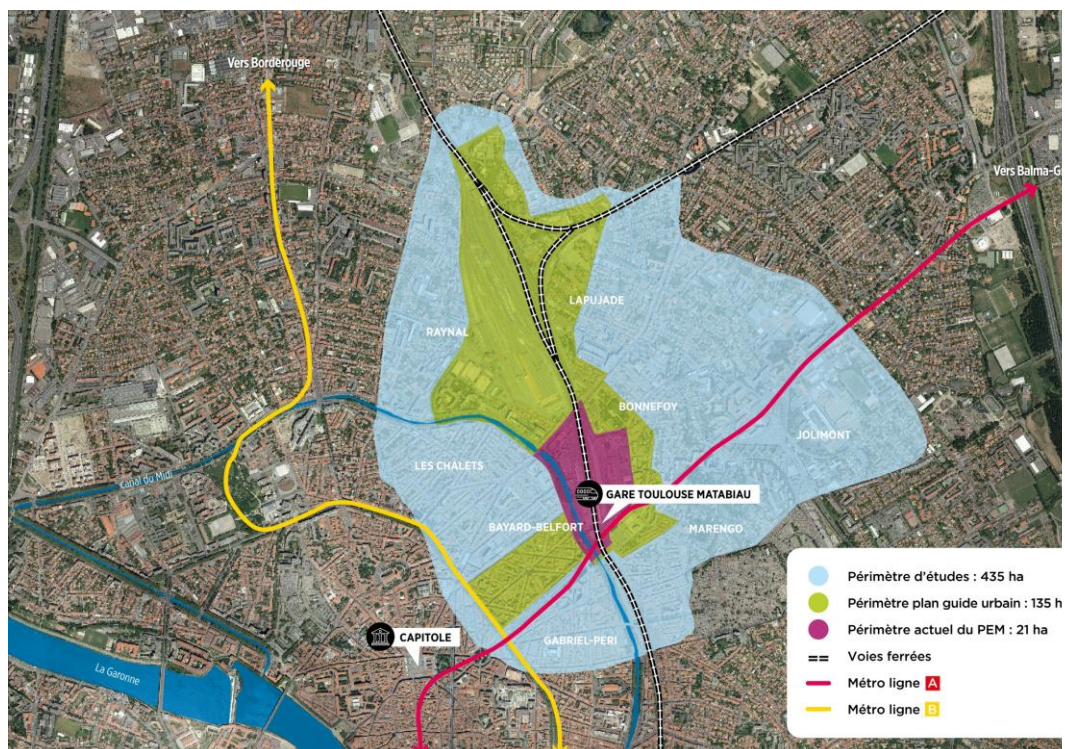 Vers Borderouge
Vers Balma-G
LAPUJADE
RAYNAL
BONNEFOY
JOLIMONT
LES CHALETS
Canal du Midi
GARE TOULOUSE MATABIAU
BAYARD-BELFORT
MARENGO
CAPITOLE
GABRIEL-PERI
La Garonne
Périmètre d'études : 435 ha
Périmètre plan guide urbain : 135 h
Périmètre actuel du PEM : 21 ha
Voies ferrées
Métro ligne A
Métro ligne B